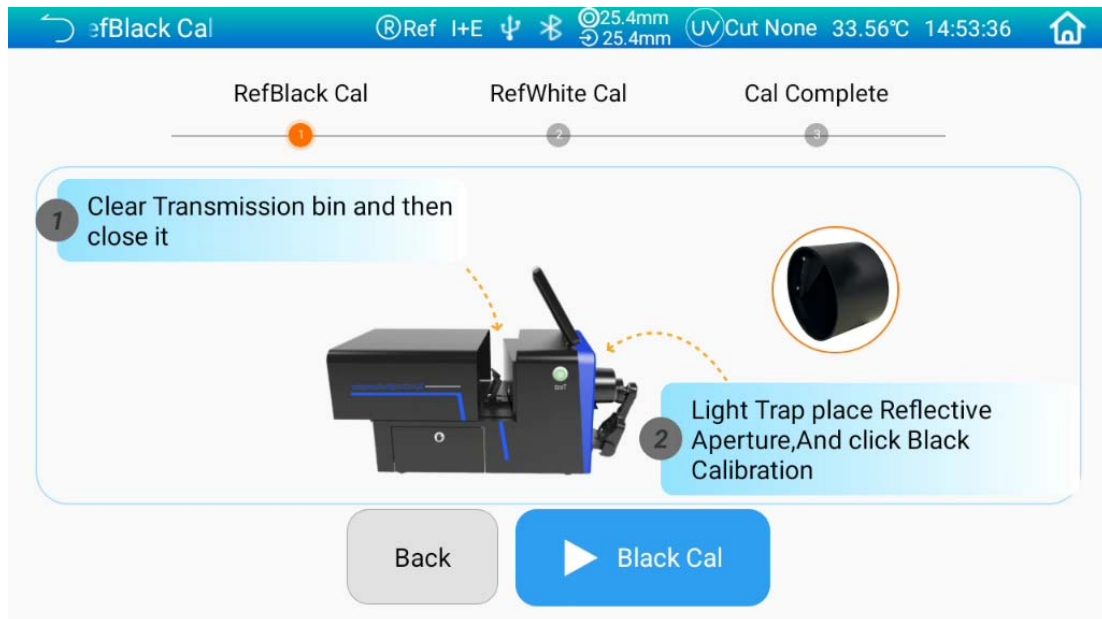 efBlack Cal
®Ref I+E 25.4mm 25.4mm UV Cut None 33.56℃ 14:53:36
RefBlack Cal
RefWhite Cal
Cal Complete
1
2
3
1
Clear Transmission bin and then
close it
2
Light Trap place Reflective
Aperture,And click Black
Calibration
Back
Black Cal